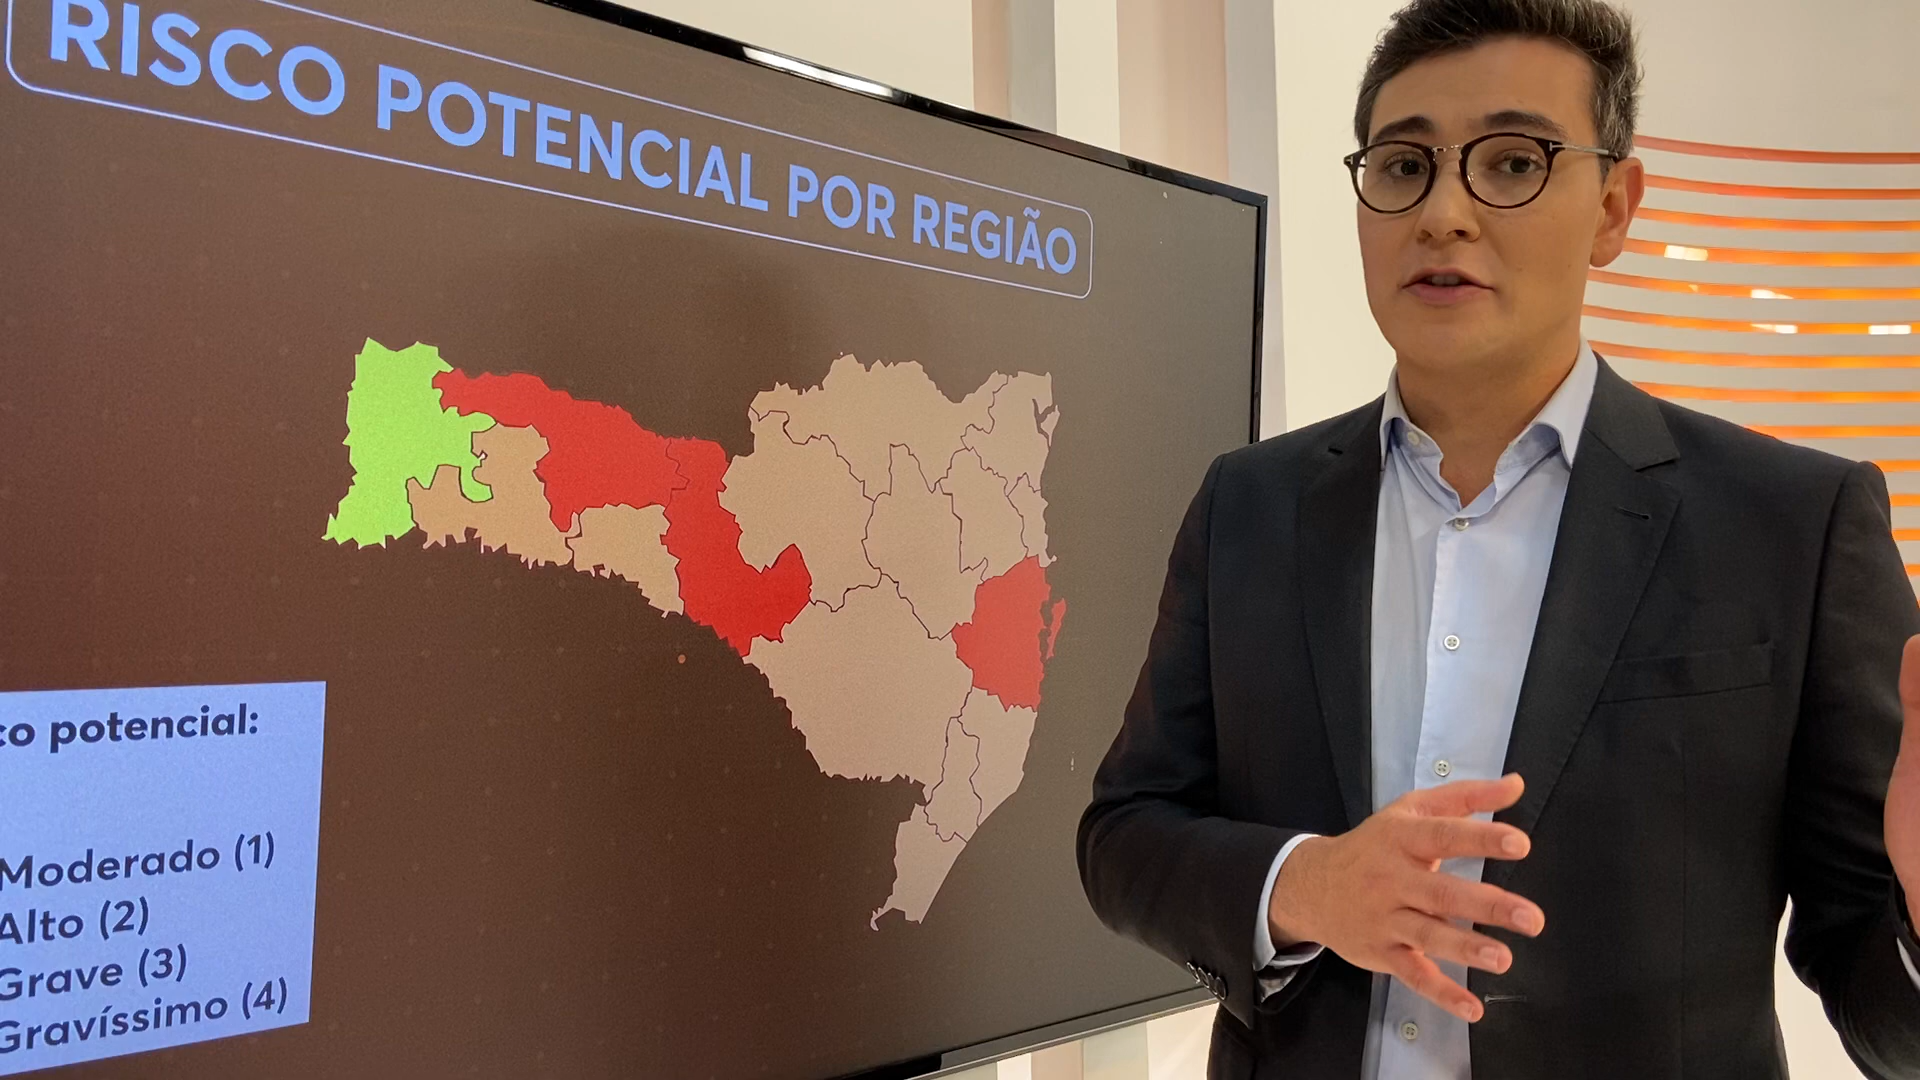 RISCO POTENCIAL POR REGIÃO
co potencial:
Moderado (1)
Alto (2)
Grave (3)
Gravíssimo (4)